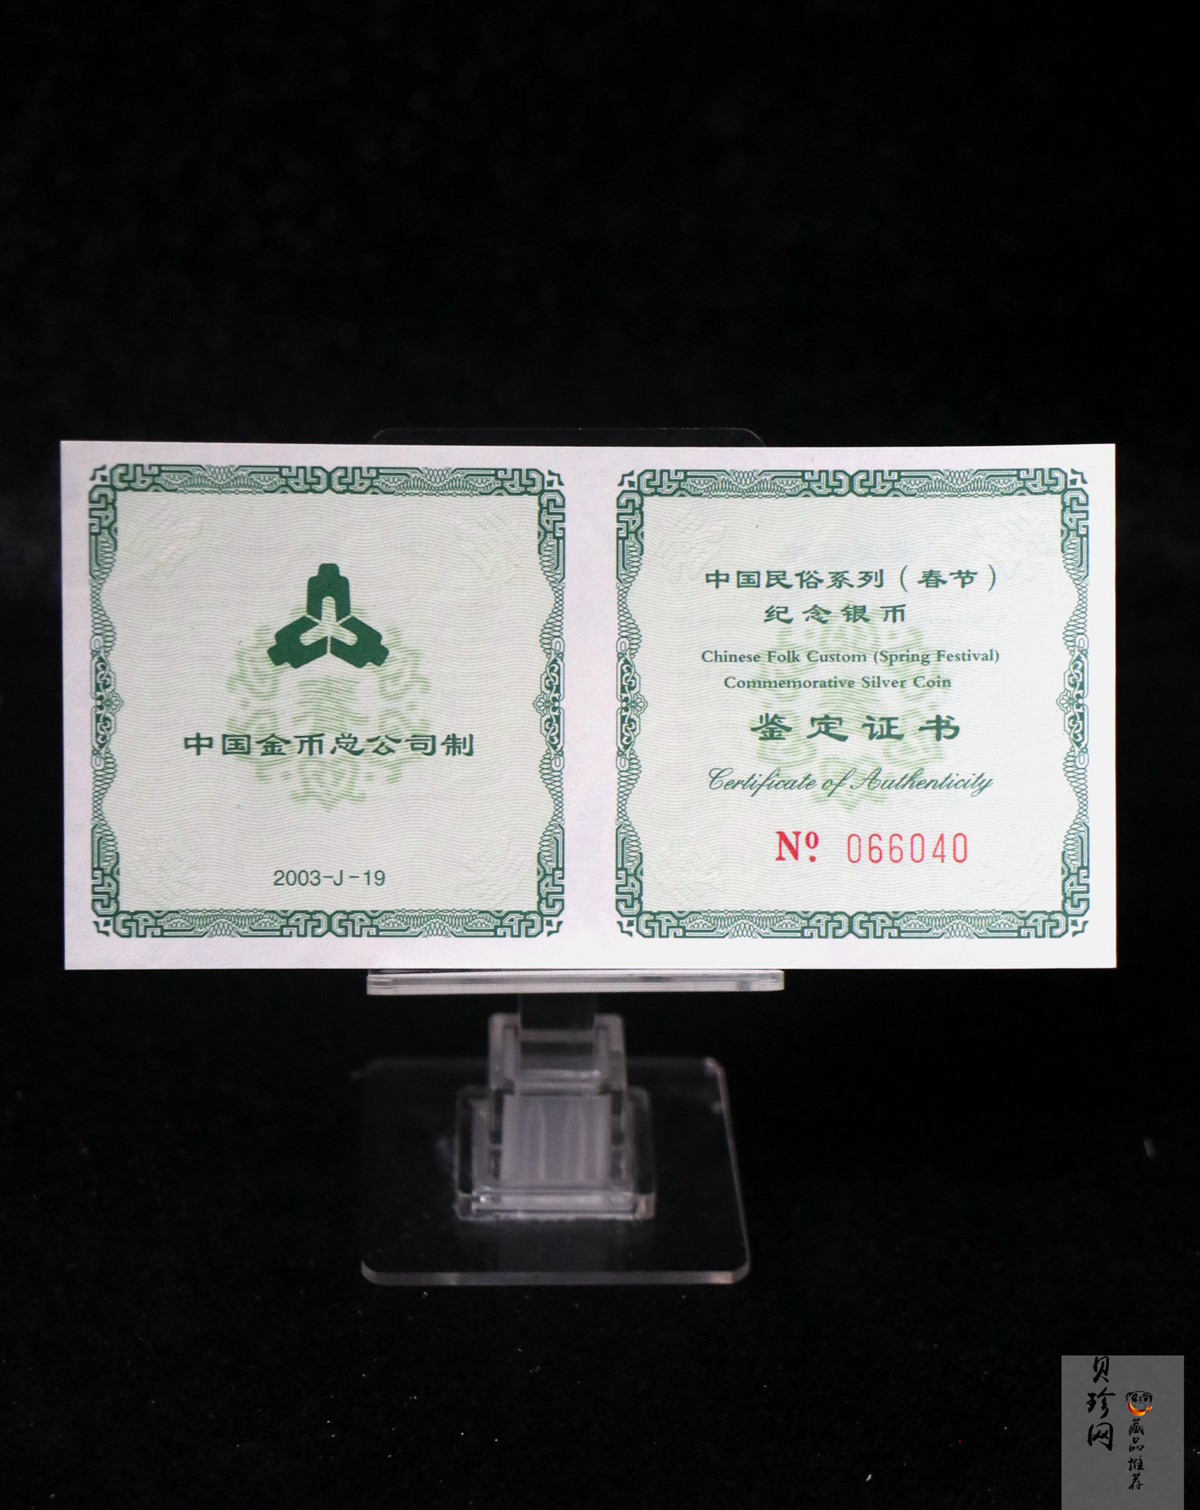 中国金币总公司制
2003-J-19
中国民俗系列（春节）
纪念银币
Chinese Folk Custom (Spring Festival)
Commemorative Silver Coin
鉴定证书
Certificate of Authenticity
Nº. 066040
贝珍网
藏品推荐